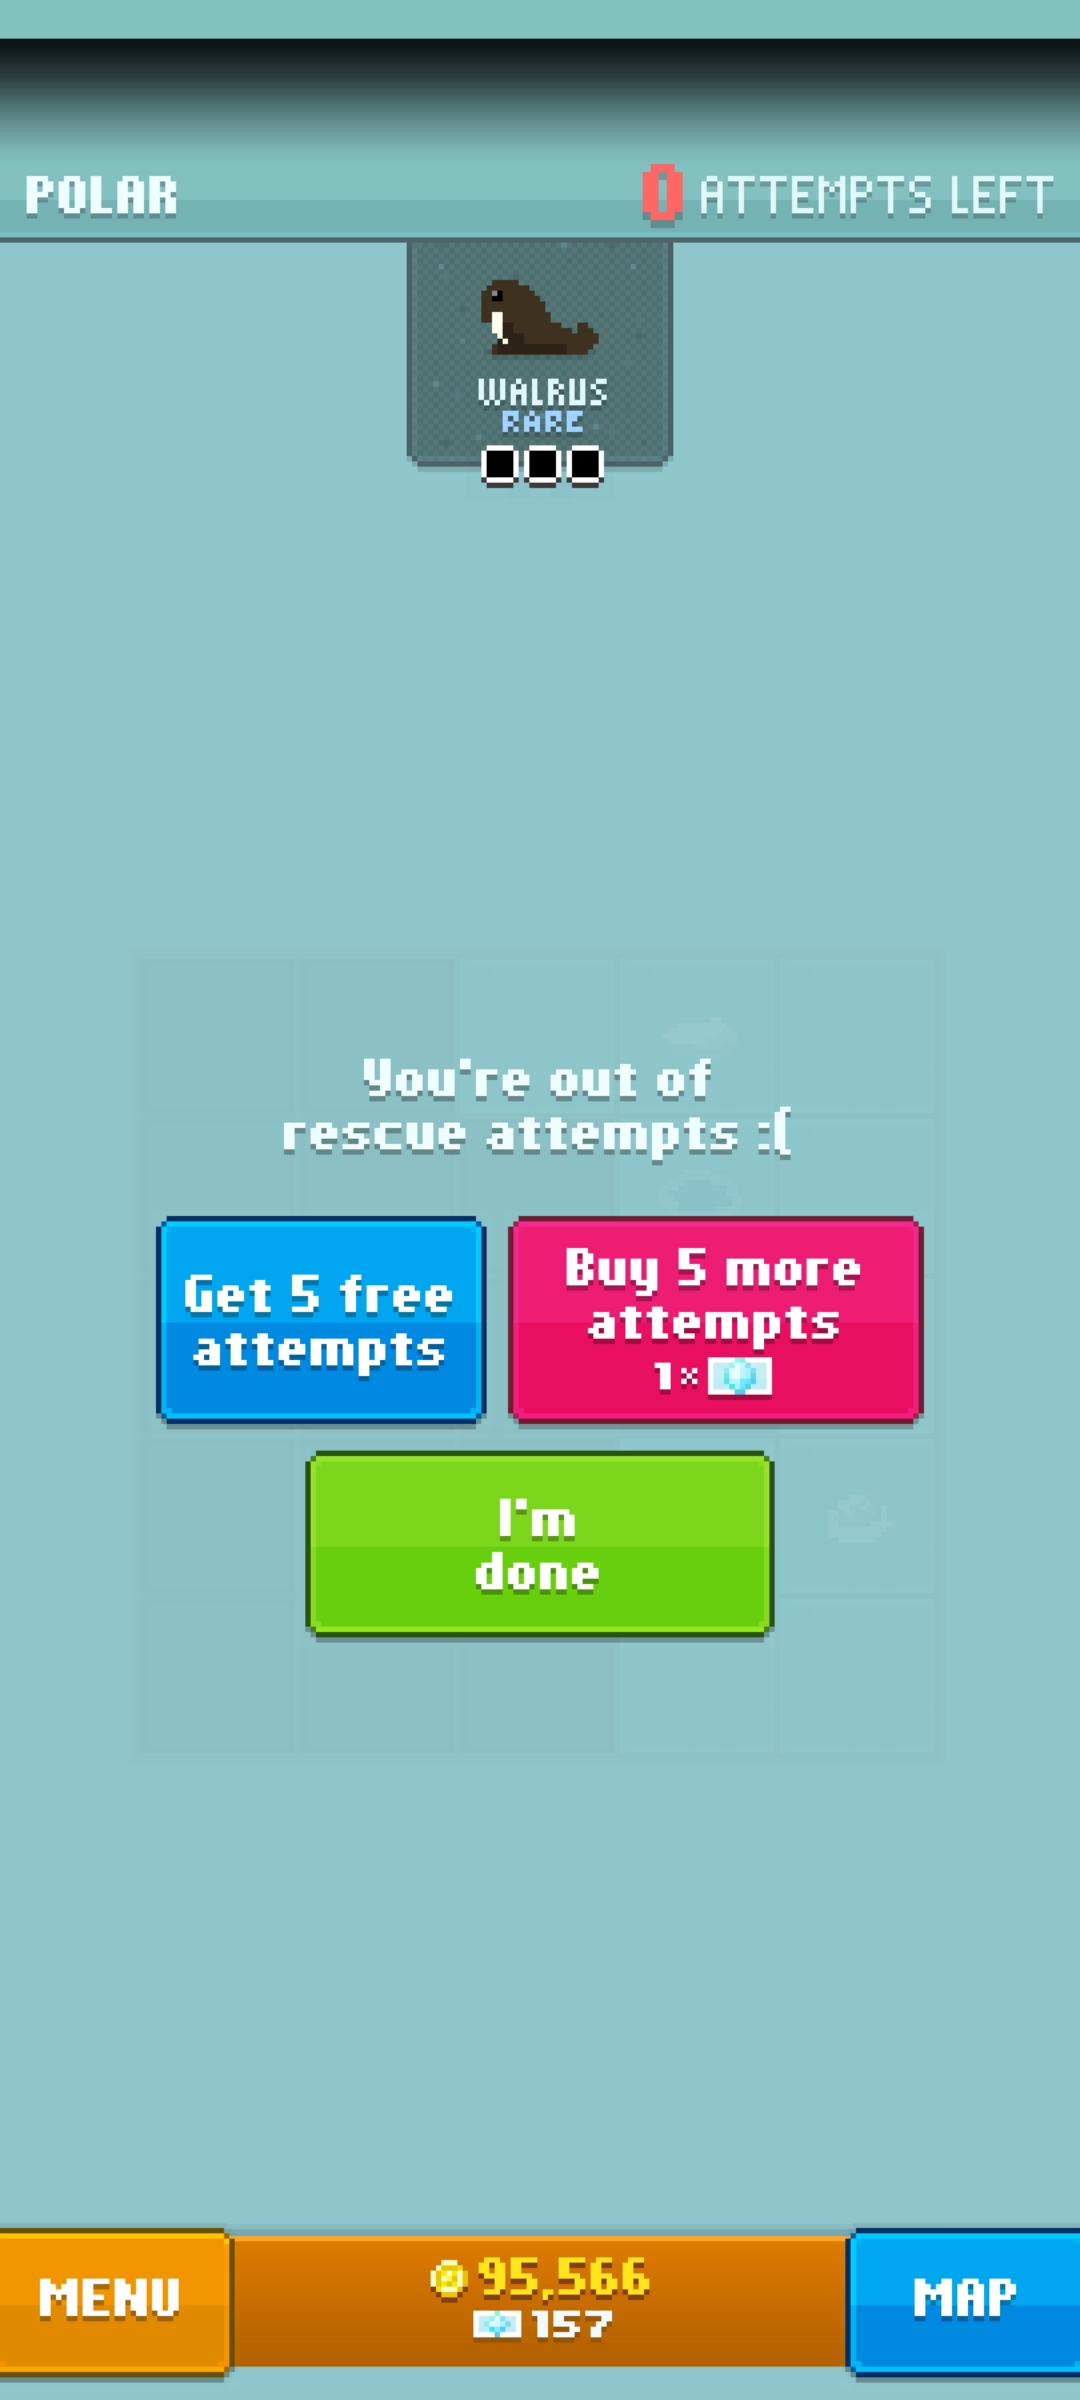 POLAR
0 ATTEMPTS LEFT
WALRUS
RARE
You're out of
rescue attempts :(
Get 5 free
attempts
Buy 5 more
attempts
1×
I'm
done
MENU
95,566
157
MAP